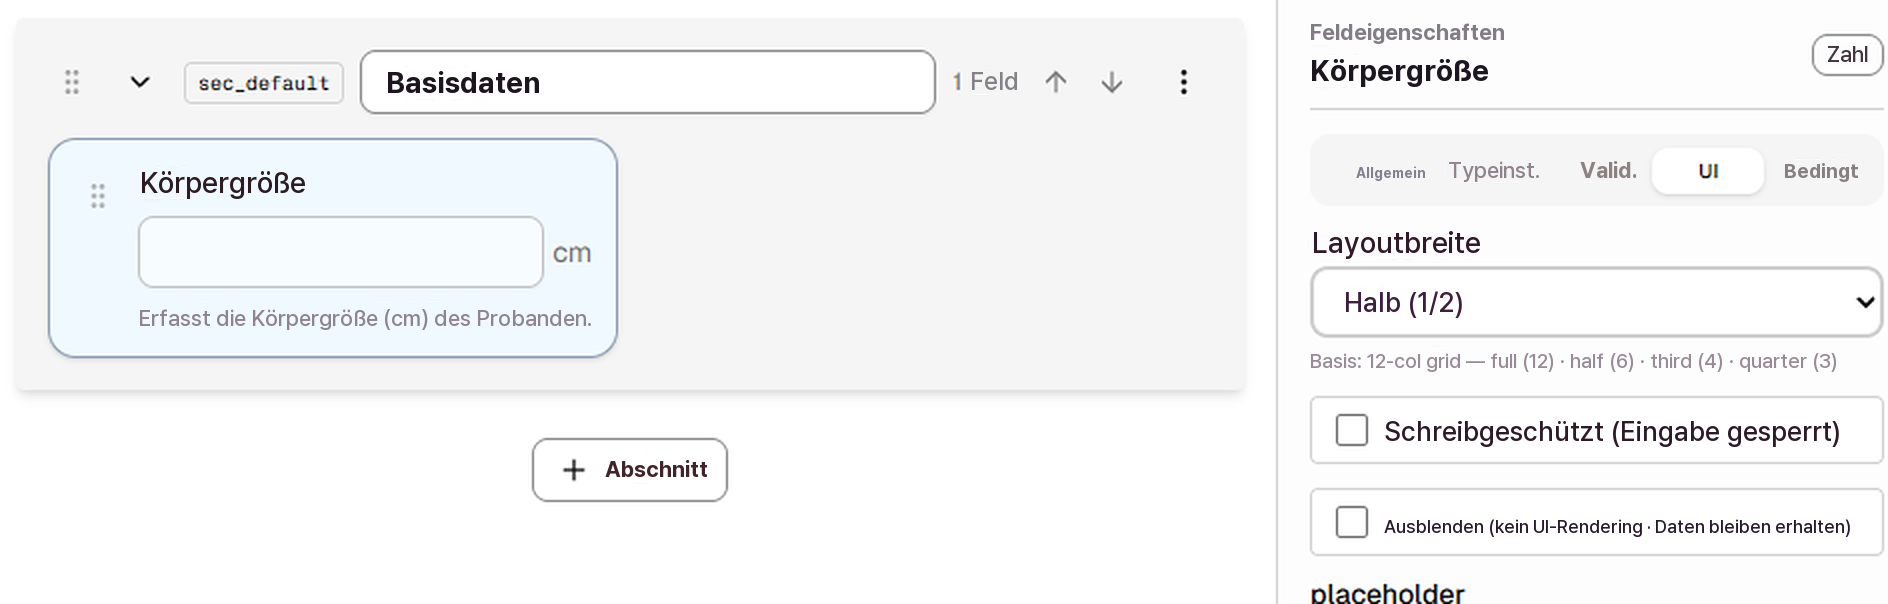 sec_default
Basisdaten
1 Feld
Körpergröße
cm
Erfasst die Körpergröße (cm) des Probanden.
Abschnitt
Feldeigenschaften
Körpergröße
Zahl
Allgemein Typeinst. Valid. UI Bedingt
Layoutbreite
Halb (1/2)
Basis: 12-col grid — full (12) · half (6) · third (4) · quarter (3)
Schreibgeschützt (Eingabe gesperrt)
Ausblenden (kein UI-Rendering · Daten bleiben erhalten)
placeholder